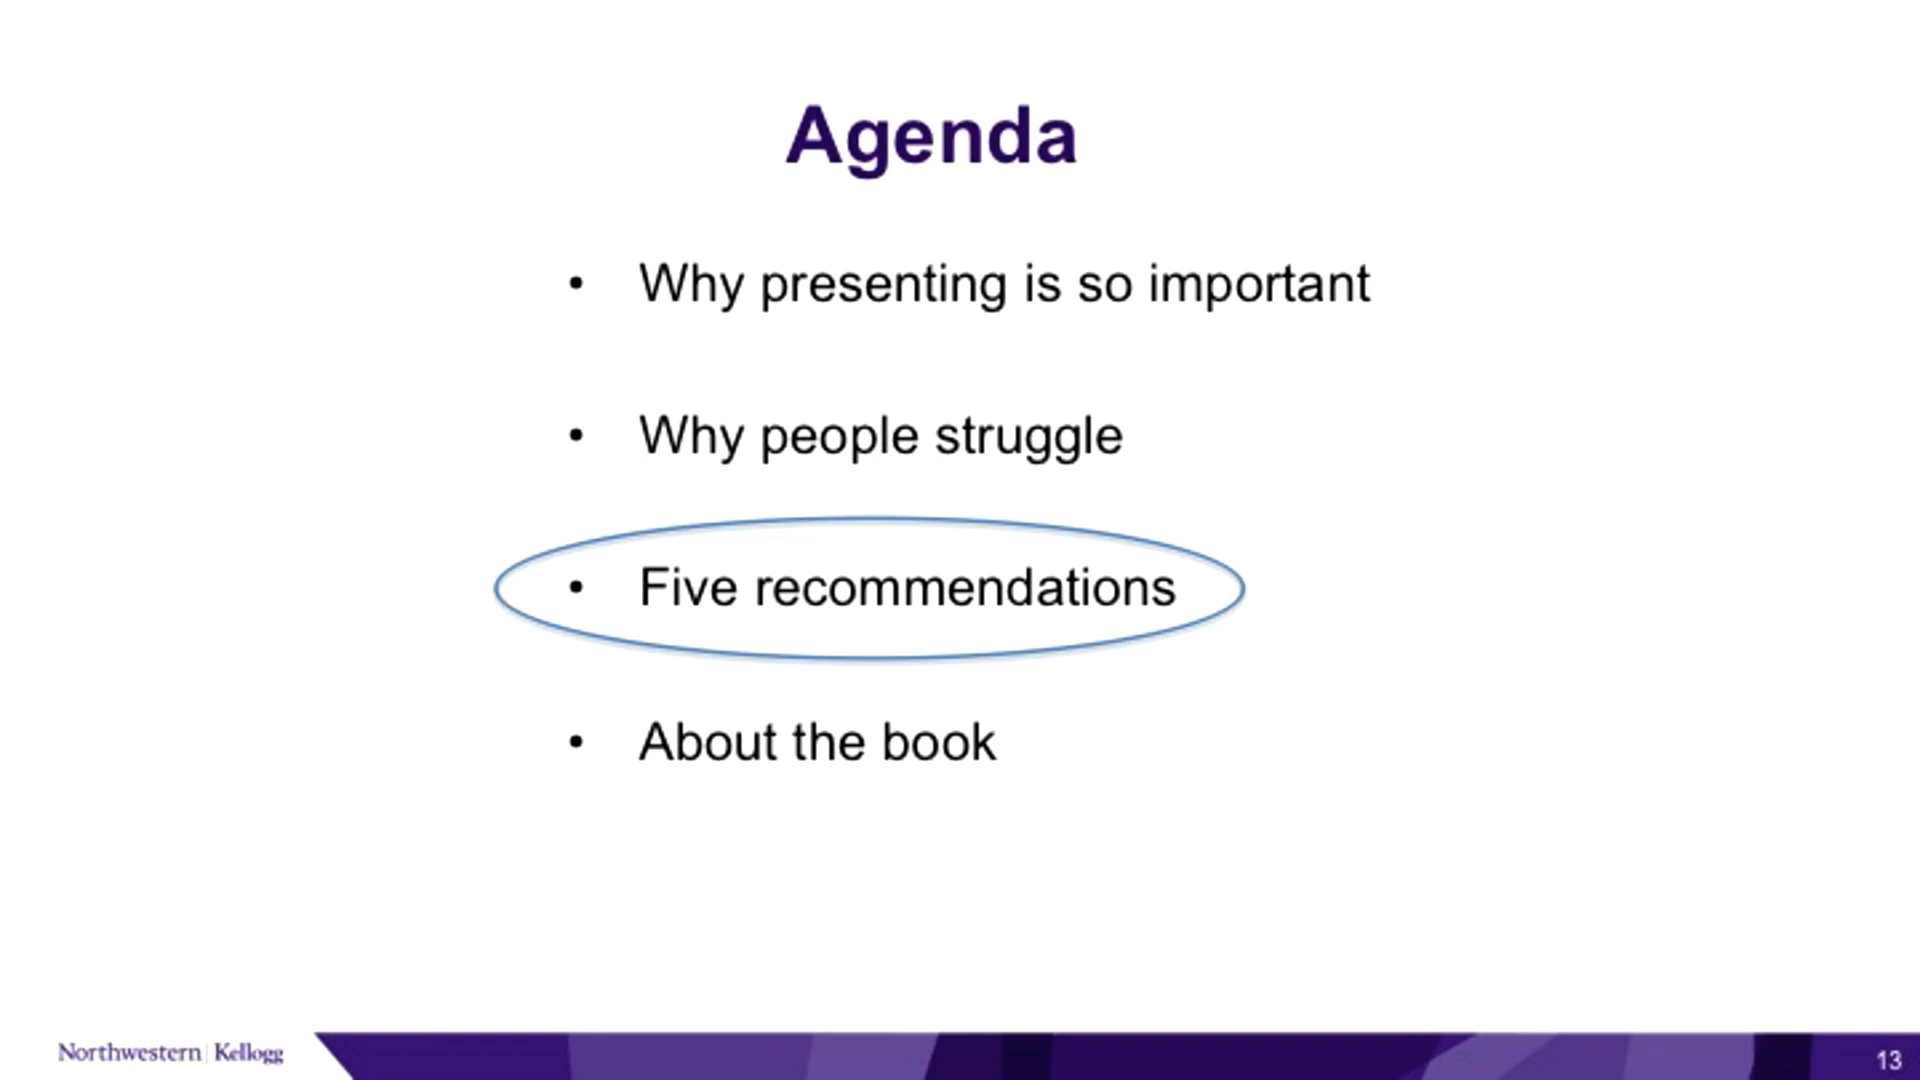 Agenda
• Why presenting is so important
• Why people struggle
• Five recommendations
• About the book
Northwestern | Kellogg
13